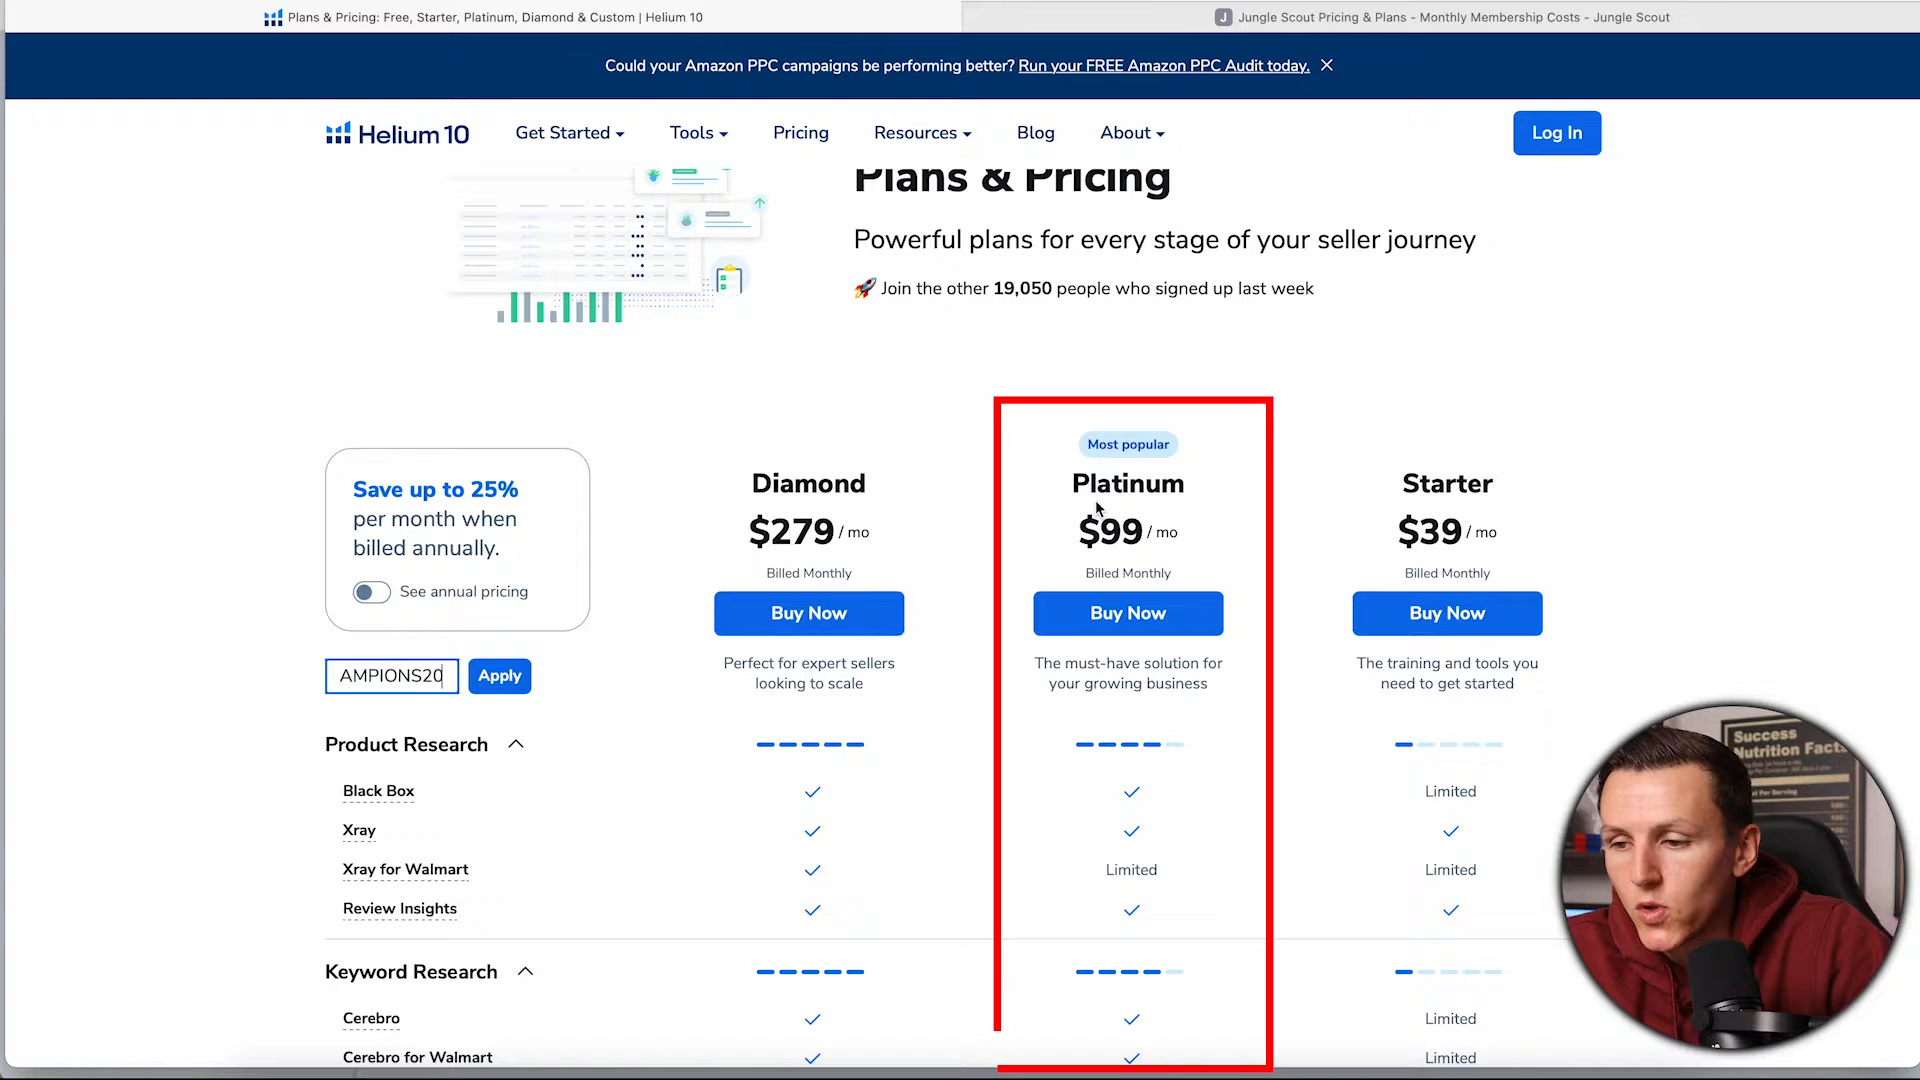 Plans & Pricing: Free, Starter, Platinum, Diamond & Custom | Helium 10
J Jungle Scout Pricing & Plans - Monthly Membership Costs - Jungle Scout
Could your Amazon PPC campaigns be performing better? Run your FREE Amazon PPC Audit today.
Helium 10 Get Started Tools Pricing Resources Blog About Log In
Plans & Pricing
Powerful plans for every stage of your seller journey
🚀 Join the other 19,050 people who signed up last week
Save up to 25%
per month when
billed annually.
See annual pricing
AMPIONS20 Apply
Diamond
$279 / mo
Billed Monthly
Buy Now
Perfect for expert sellers
looking to scale
Most popular
Platinum
$99 / mo
Billed Monthly
Buy Now
The must-have solution for
your growing business
Starter
$39 / mo
Billed Monthly
Buy Now
The training and tools you
need to get started
Product Research
Black Box Limited
Xray
Xray for Walmart Limited Limited
Review Insights
Keyword Research
Cerebro Limited
Cerebro for Walmart Limited
Success
Nutrition Facts